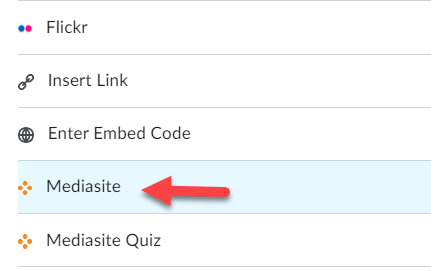 Flickr
Insert Link
Enter Embed Code
Mediasite
Mediasite Quiz